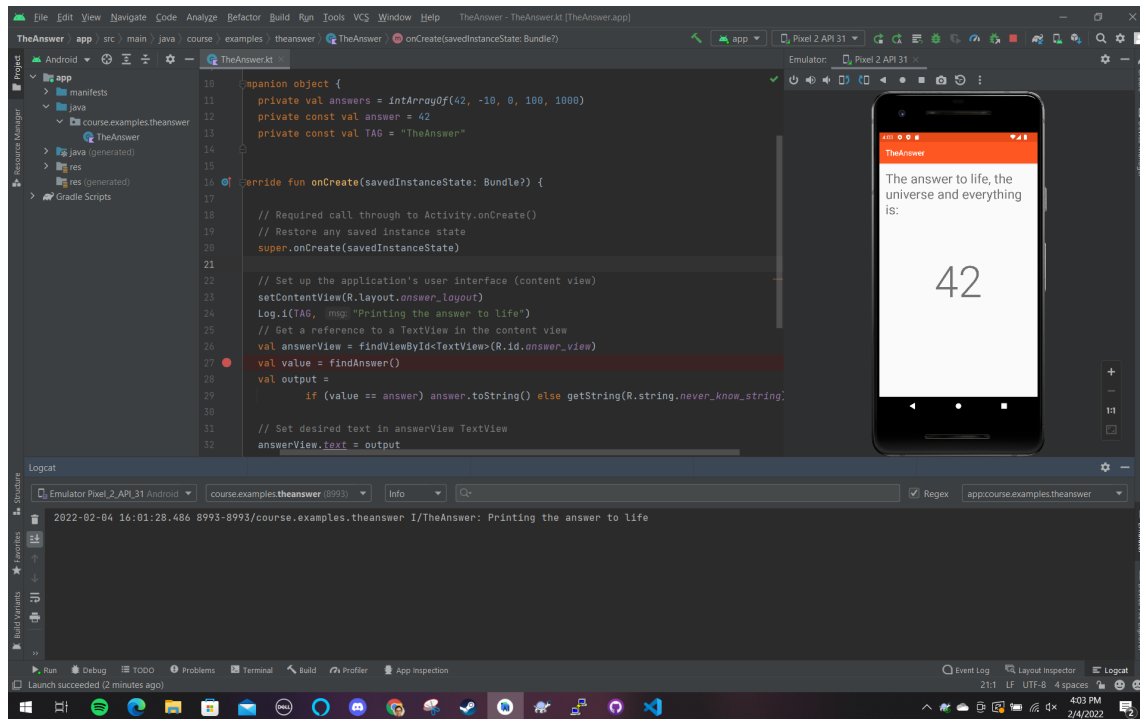 File Edit View Navigate Code Analyze Refactor Build Run Tools VCS Window Help TheAnswer - TheAnswer.kt [TheAnswer.app]
TheAnswer app src main java course examples theanswer TheAnswer onCreate(savedInstanceState: Bundle?) app Pixel 2 API 31
Project
Resource Manager
Android
app
manifests
java
course.examples.theanswer
TheAnswer
java (generated)
res
res (generated)
Gradle Scripts
TheAnswer.kt
10 mpanion object {
11 private val answers = intArrayOf(42, -10, 0, 100, 1000)
12 private const val answer = 42
13 private const val TAG = "TheAnswer"
14
15
16 erride fun onCreate(savedInstanceState: Bundle?) {
17
18 // Required call through to Activity.onCreate()
19 // Restore any saved instance state
20 super.onCreate(savedInstanceState)
21
22 // Set up the application's user interface (content view)
23 setContentView(R.layout.answer_layout)
24 Log.i(TAG, msg: "Printing the answer to life")
25 // Get a reference to a TextView in the content view
26 val answerView = findViewById<TextView>(R.id.answer_view)
27 val value = findAnswer()
28 val output =
29 if (value == answer) answer.toString() else getString(R.string.never_know_string)
30
31 // Set desired text in answerView TextView
32 answerView.text = output
Emulator: Pixel 2 API 31
4:03
TheAnswer
The answer to life, the
universe and everything
is:
42
1:1
Logcat
Emulator Pixel_2_API_31 Android course.examples.theanswer (8993) Info Regex app:course.examples.theanswer
2022-02-04 16:01:28.486 8993-8993/course.examples.theanswer I/TheAnswer: Printing the answer to life
Structure
Favorites
Build Variants
Run Debug TODO Problems Terminal Build Profiler App Inspection Event Log Layout Inspector Logcat
Launch succeeded (2 minutes ago) 21:1 LF UTF-8 4 spaces
DELL
4:03 PM
2/4/2022
2